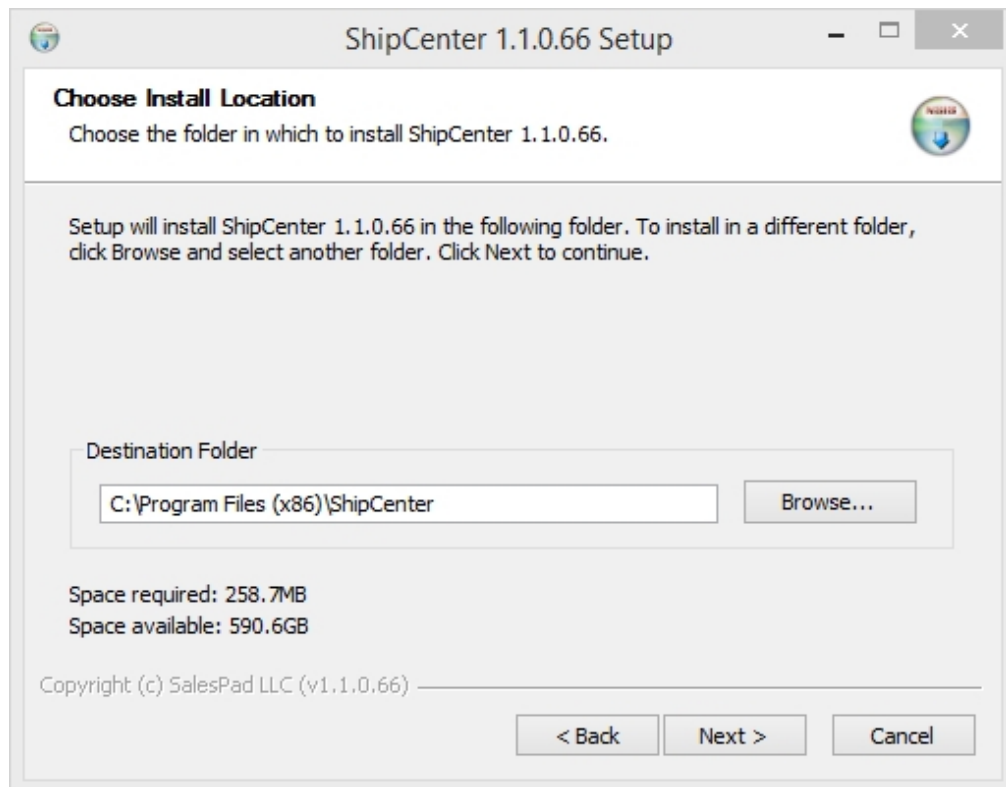 ShipCenter 1.1.0.66 Setup
Choose Install Location
Choose the folder in which to install ShipCenter 1.1.0.66.
NSIS
Setup will install ShipCenter 1.1.0.66 in the following folder. To install in a different folder,
click Browse and select another folder. Click Next to continue.
Destination Folder
C:\Program Files (x86)\ShipCenter
Browse...
Space required: 258.7MB
Space available: 590.6GB
Copyright (c) SalesPad LLC (v1.1.0.66)
< Back
Next >
Cancel